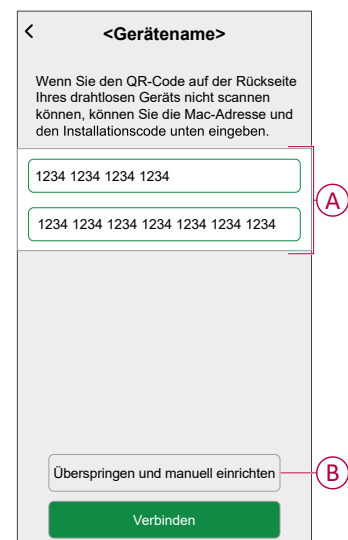 <Gerätename>
Wenn Sie den QR-Code auf der Rückseite
Ihres drahtlosen Geräts nicht scannen
können, können Sie die Mac-Adresse und
den Installationscode unten eingeben.
1234 1234 1234 1234
A
1234 1234 1234 1234 1234 1234 1234
Überspringen und manuell einrichten
B
Verbinden